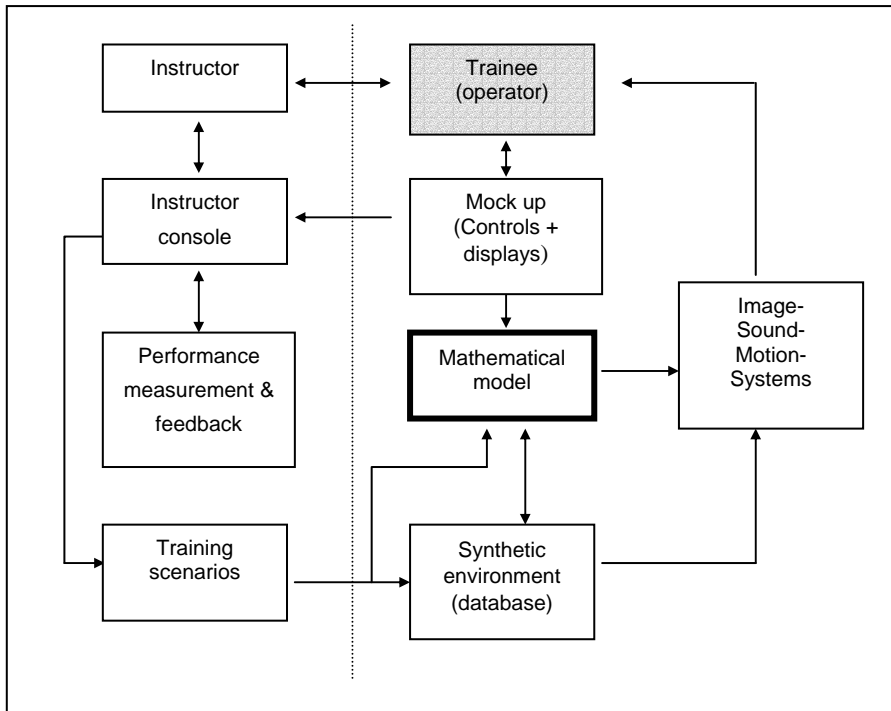 Instructor
Trainee
(operator)
Instructor
console
Mock up
(Controls +
displays)
Image-
Sound-
Motion-
Systems
Performance
measurement &
feedback
Mathematical
model
Training
scenarios
Synthetic
environment
(database)